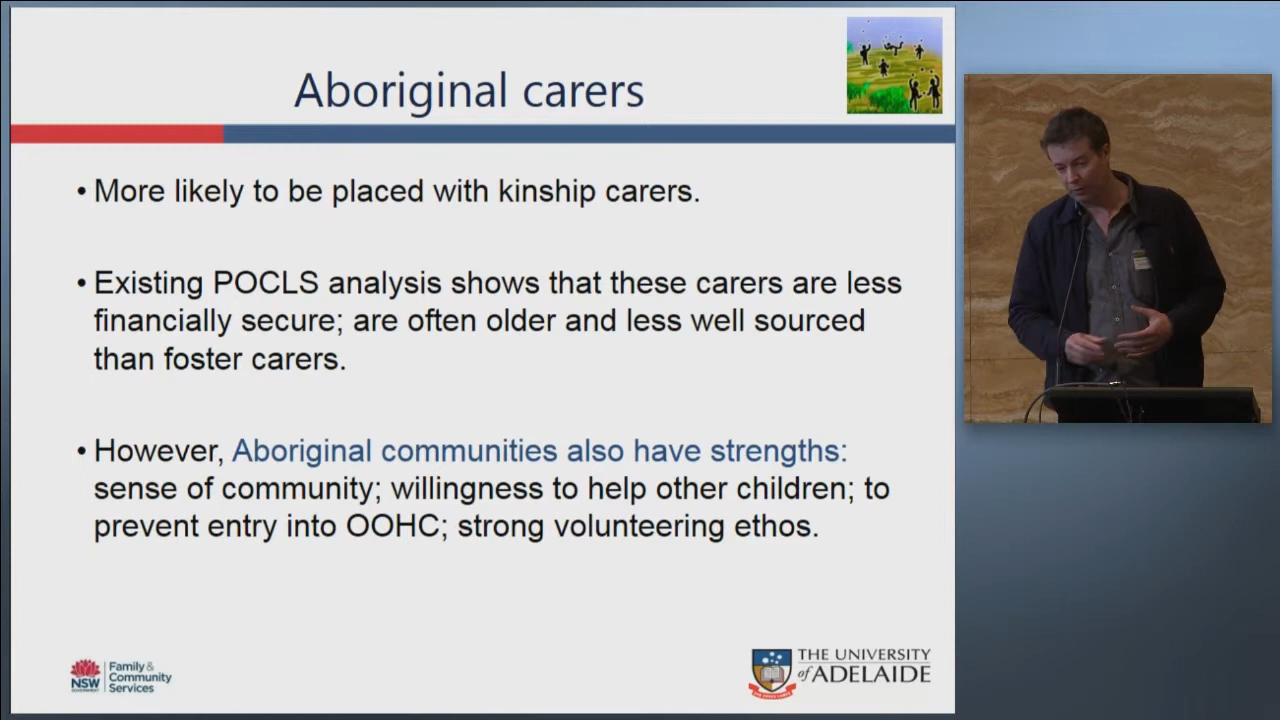 Aboriginal carers
• More likely to be placed with kinship carers.
• Existing POCLS analysis shows that these carers are less
financially secure; are often older and less well sourced
than foster carers.
• However, Aboriginal communities also have strengths:
sense of community; willingness to help other children; to
prevent entry into OOHC; strong volunteering ethos.
NSW
GOVERNMENT
Family &
Community
Services
THE UNIVERSITY
of ADELAIDE